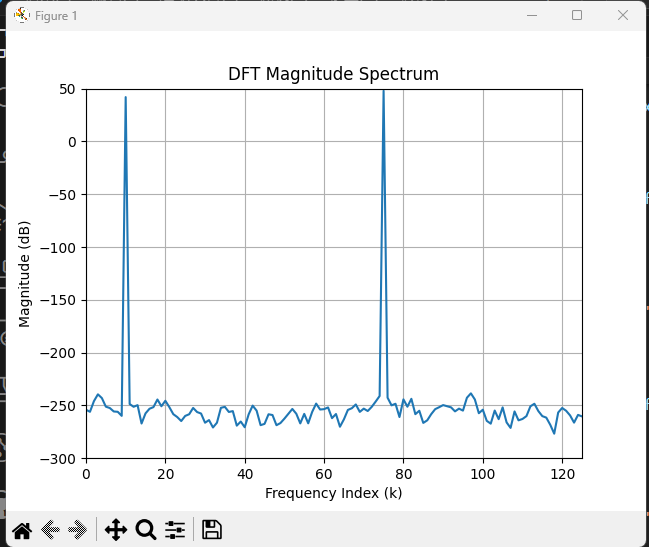 Figure 1
DFT Magnitude Spectrum
50
0
−50
−100
−150
−200
−250
−300
Magnitude (dB)
0 20 40 60 80 100 120
Frequency Index (k)